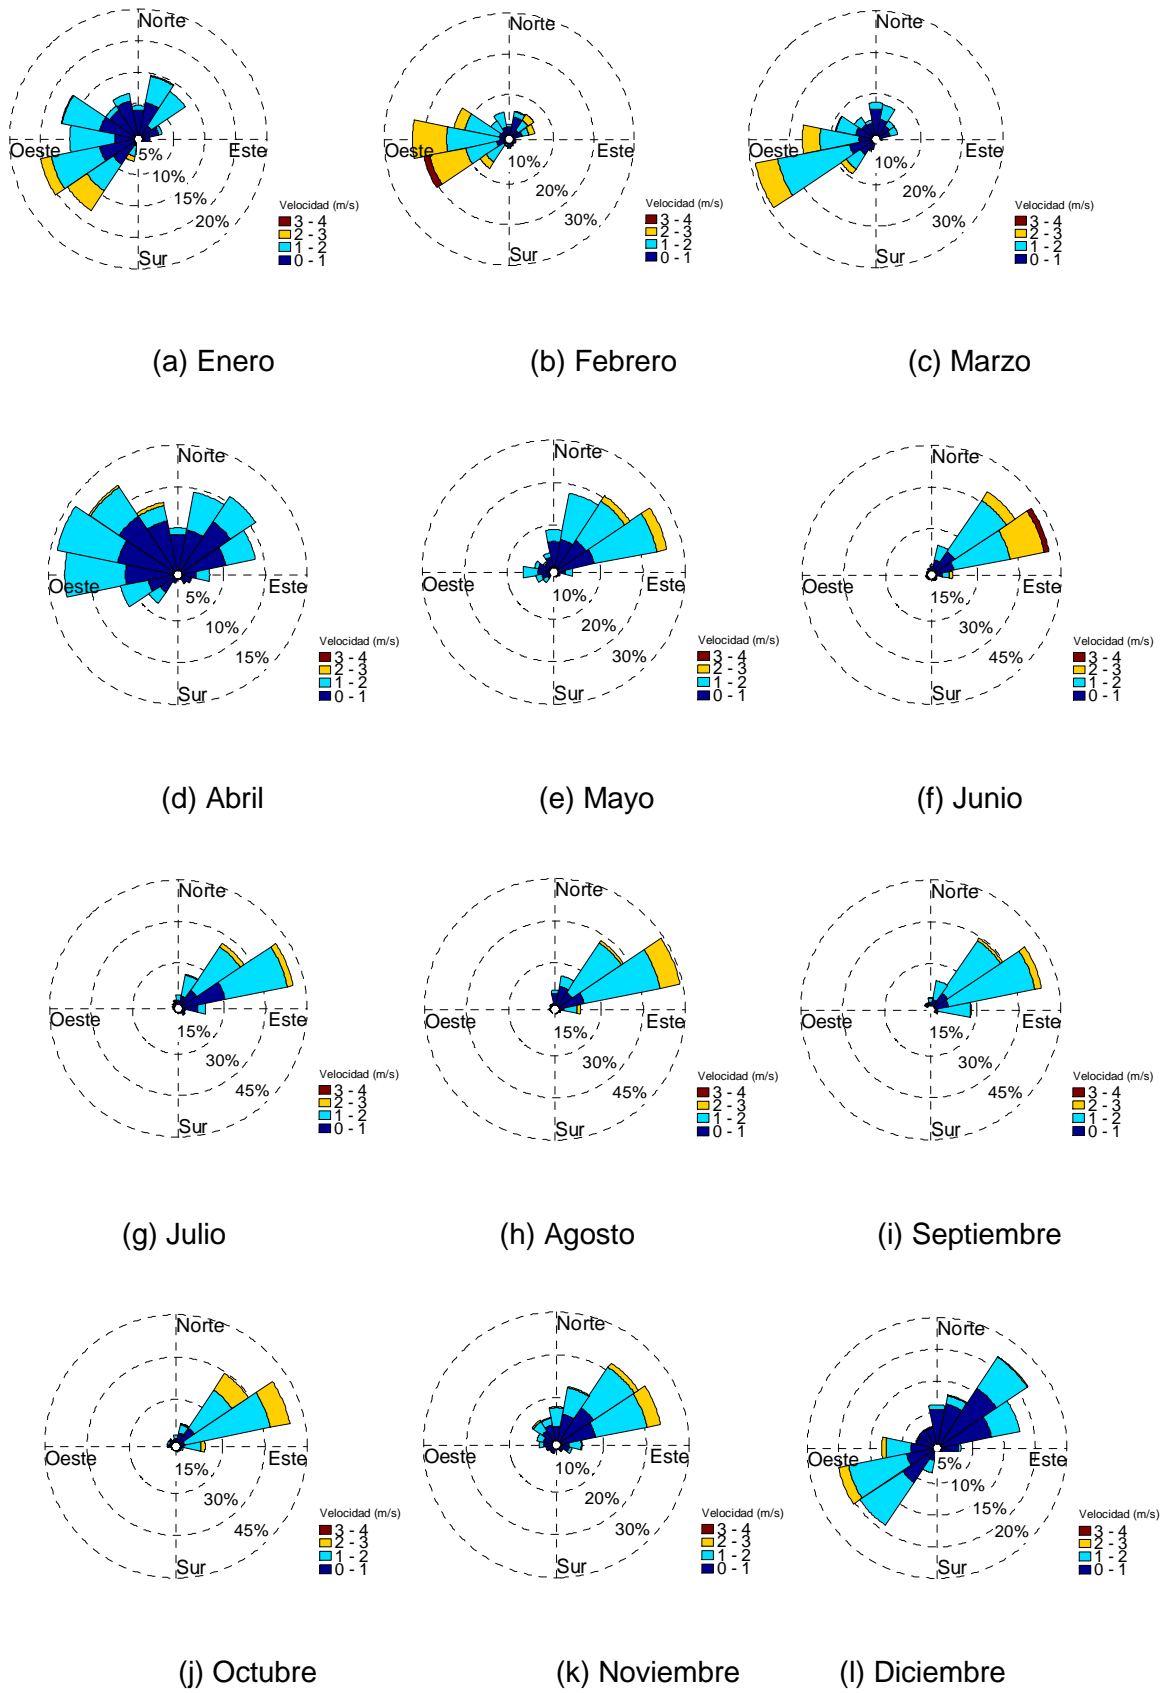 Norte
Oeste
Este
5%
10%
15%
20%
Sur
Velocidad (m/s)
3 - 4
2 - 3
1 - 2
0 - 1
Norte
Oeste
Este
10%
20%
30%
Sur
Velocidad (m/s)
3 - 4
2 - 3
1 - 2
0 - 1
Norte
Oeste
Este
10%
20%
30%
Sur
Velocidad (m/s)
3 - 4
2 - 3
1 - 2
0 - 1
(a) Enero
(b) Febrero
(c) Marzo
Norte
Oeste
Este
5%
10%
15%
Sur
Velocidad (m/s)
3 - 4
2 - 3
1 - 2
0 - 1
Norte
Oeste
Este
10%
20%
30%
Sur
Velocidad (m/s)
3 - 4
2 - 3
1 - 2
0 - 1
Norte
Oeste
Este
15%
30%
45%
Sur
Velocidad (m/s)
3 - 4
2 - 3
1 - 2
0 - 1
(d) Abril
(e) Mayo
(f) Junio
Norte
Oeste
Este
15%
30%
45%
Sur
Velocidad (m/s)
3 - 4
2 - 3
1 - 2
0 - 1
Norte
Oeste
Este
15%
30%
45%
Sur
Velocidad (m/s)
3 - 4
2 - 3
1 - 2
0 - 1
Norte
Oeste
Este
15%
30%
45%
Sur
Velocidad (m/s)
3 - 4
2 - 3
1 - 2
0 - 1
(g) Julio
(h) Agosto
(i) Septiembre
Norte
Oeste
Este
15%
30%
45%
Sur
Velocidad (m/s)
3 - 4
2 - 3
1 - 2
0 - 1
Norte
Oeste
Este
10%
20%
30%
Sur
Velocidad (m/s)
3 - 4
2 - 3
1 - 2
0 - 1
Norte
Oeste
Este
5%
10%
15%
20%
Sur
Velocidad (m/s)
3 - 4
2 - 3
1 - 2
0 - 1
(j) Octubre
(k) Noviembre
(l) Diciembre